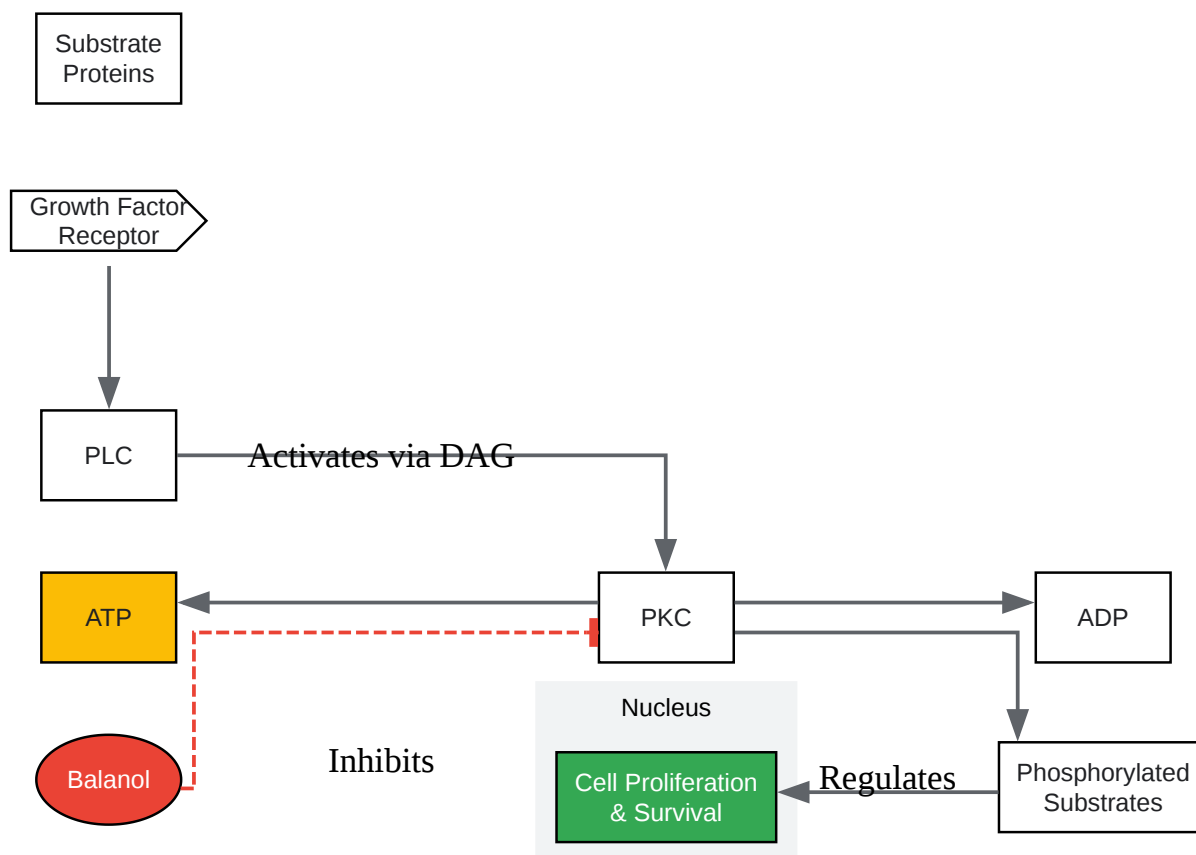 Substrate
Proteins
Growth Factor
Receptor
PLC
Activates via DAG
ATP
PKC
ADP
Nucleus
Balanol
Inhibits
Cell Proliferation
& Survival
Regulates
Phosphorylated
Substrates